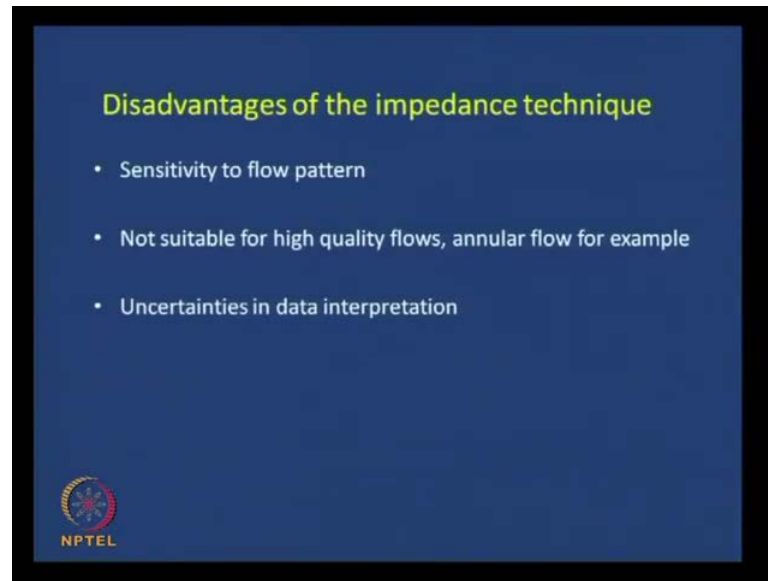 Disadvantages of the impedance technique
• Sensitivity to flow pattern
• Not suitable for high quality flows, annular flow for example
• Uncertainties in data interpretation
NPTEL